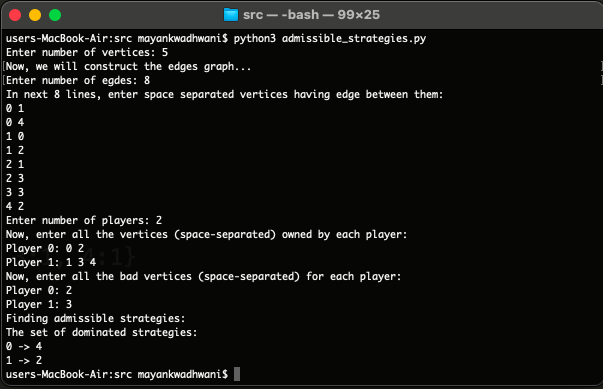 src — -bash — 99×25
users-MacBook-Air:src mayankwadhwani$ python3 admissible_strategies.py
Enter number of vertices: 5
[Now, we will construct the edges graph... ]
[Enter number of egdes: 8 ]
In next 8 lines, enter space separated vertices having edge between them:
0 1
0 4
1 0
1 2
2 1
2 3
3 3
4 2
Enter number of players: 2
Now, enter all the vertices (space-separated) owned by each player:
Player 0: 0 2
Player 1: 1 3 4
Now, enter all the bad vertices (space-separated) for each player:
Player 0: 2
Player 1: 3
Finding admissible strategies:
The set of dominated strategies:
0 -> 4
1 -> 2
users-MacBook-Air:src mayankwadhwani$